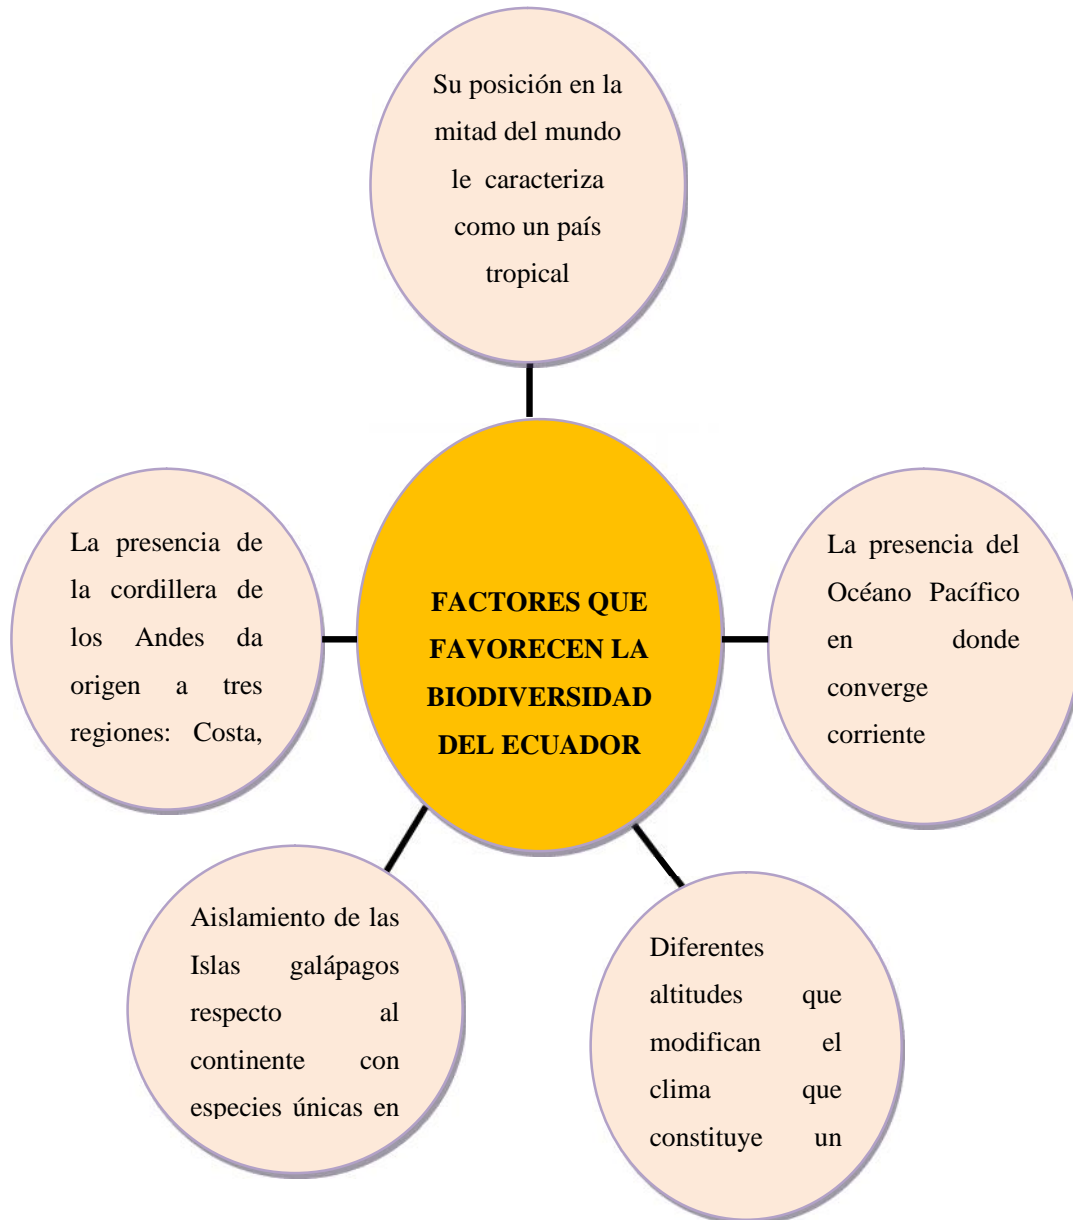 Su posición en la
mitad del mundo
le caracteriza
como un país
tropical
La presencia de
la cordillera de
los Andes da
origen a tres
regiones: Costa,
FACTORES QUE
FAVORECEN LA
BIODIVERSIDAD
DEL ECUADOR
La presencia del
Océano Pacífico
en donde
converge
corriente
Aislamiento de las
Islas galápagos
respecto al
continente con
especies únicas en
Diferentes
altitudes que
modifican el
clima que
constituye un